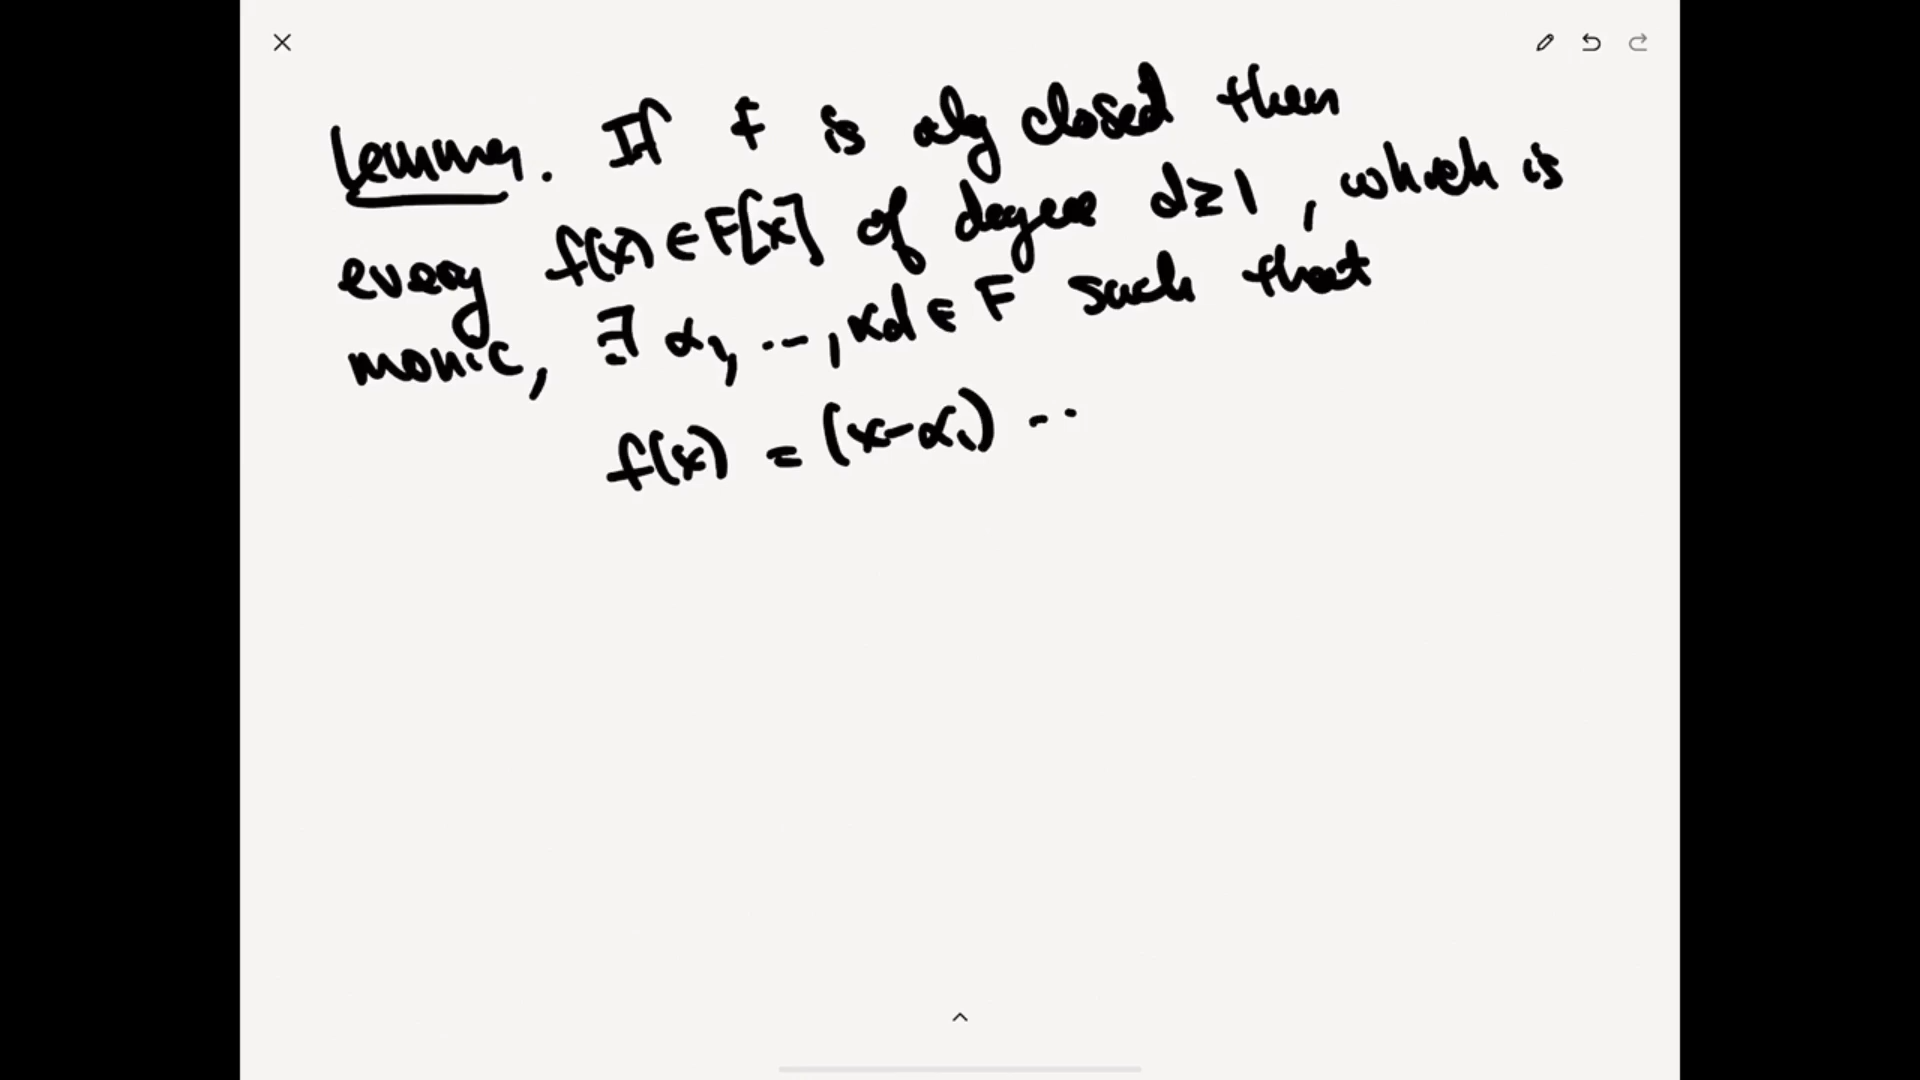 Lemma. If F is alg closed then
every f(x) ∈ F[x] of degree d ≥ 1, which is
monic, ∃ α1, ..., αd ∈ F such that
f(x) = (x-α1) ..